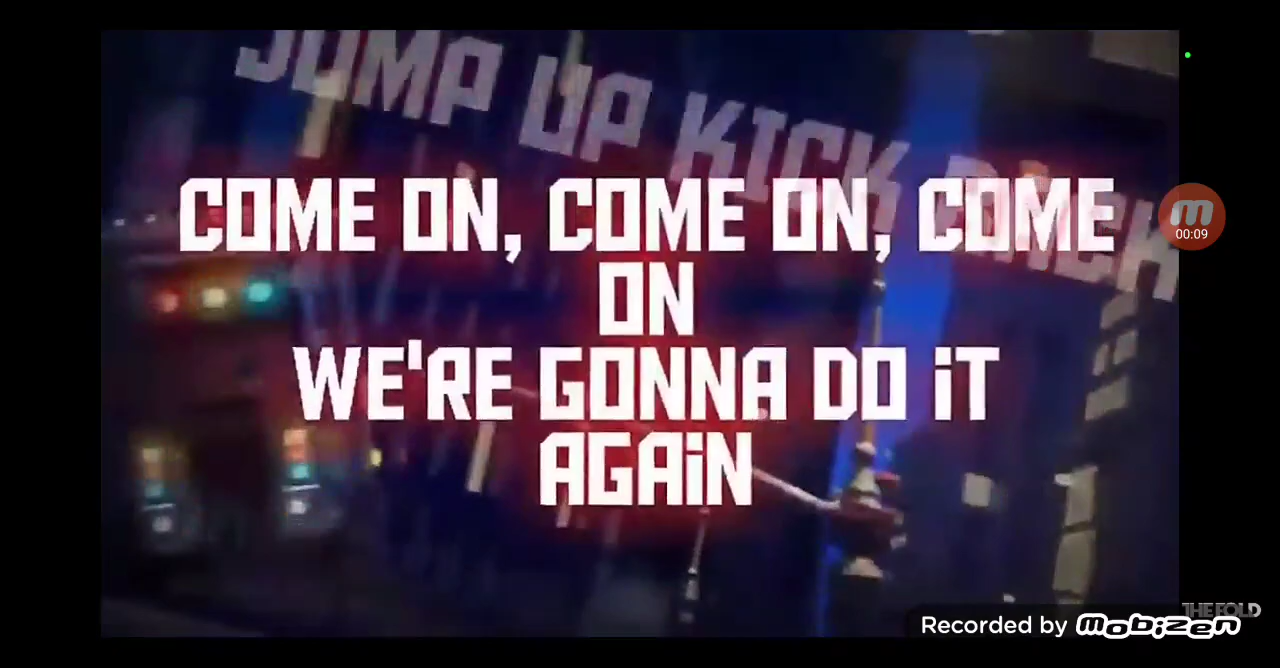 JUMP UP KICK BACK
COME ON, COME ON, COME
ON
WE'RE GONNA DO iT
AGAiN
m
00:09
THE FOLD
Recorded by mobizen